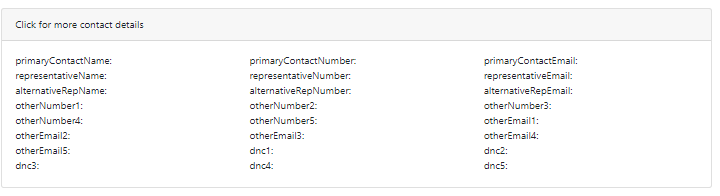 Click for more contact details
primaryContactName: primaryContactNumber: primaryContactEmail:
representativeName: representativeNumber: representativeEmail:
alternativeRepName: alternativeRepNumber: alternativeRepEmail:
otherNumber1: otherNumber2: otherNumber3:
otherNumber4: otherNumber5: otherEmail1:
otherEmail2: otherEmail3: otherEmail4:
otherEmail5: dnc1: dnc2:
dnc3: dnc4: dnc5: